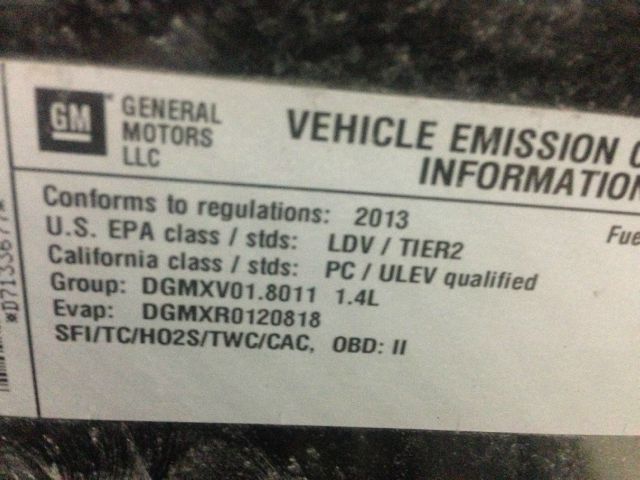 GM
GENERAL
MOTORS
LLC
VEHICLE EMISSION
INFORMATION
Conforms to regulations: 2013
Fue
U.S. EPA class / stds: LDV / TIER2
California class / stds: PC / ULEV qualified
Group: DGMXV01.8011 1.4L
Evap: DGMXR0120818
SFI/TC/HO2S/TWC/CAC, OBD: II